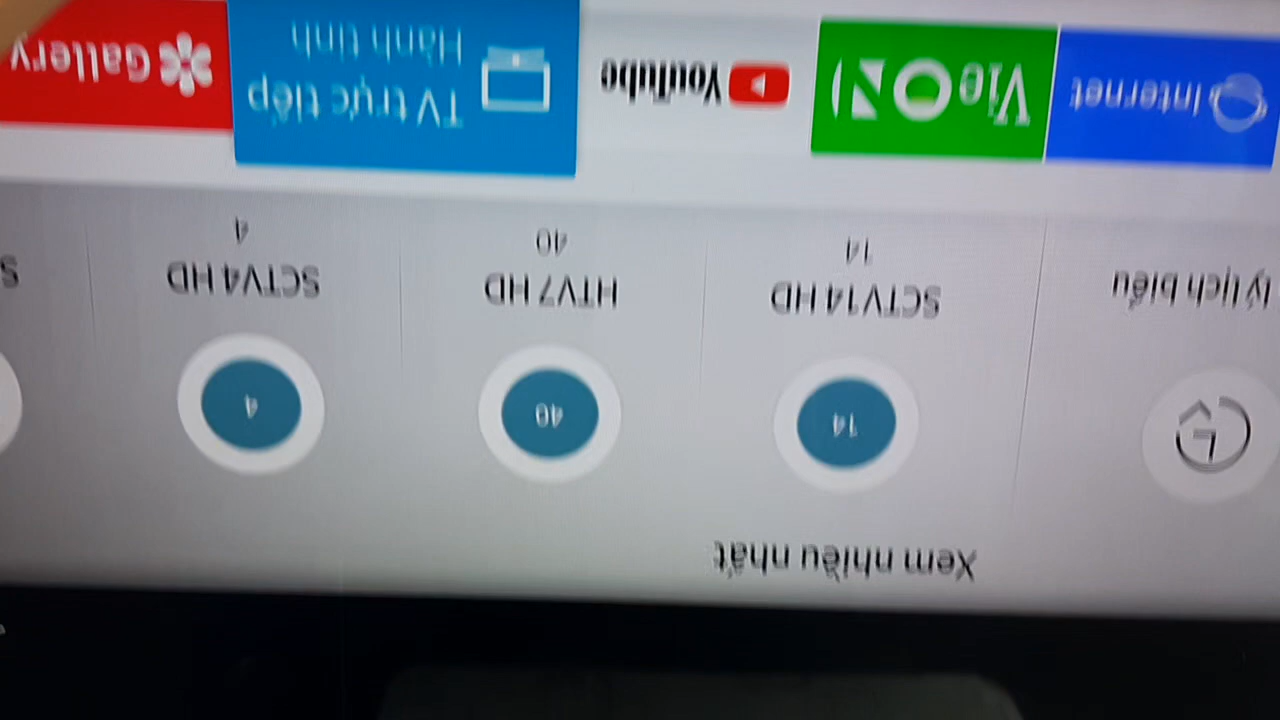 Xem nhiều nhất
14
40
4
lý lịch biểu
SCTV14 HD
HTV7 HD
SCTV4 HD
S
14
40
4
Internet
VieON
YouTube
TV trực tiếp
Hành tinh
Gallery